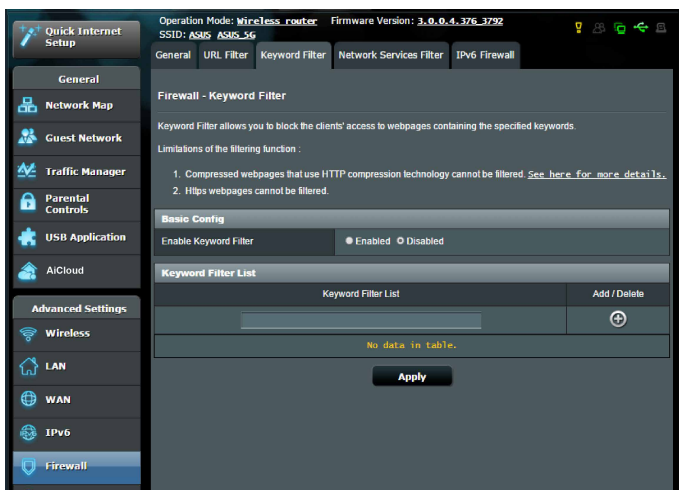 Quick Internet
Setup
Operation Mode: Wireless router Firmware Version: 3.0.0.4.376_3792
SSID: ASUS ASUS_5G
General URL Filter Keyword Filter Network Services Filter IPv6 Firewall
General
Network Map
Guest Network
Traffic Manager
Parental
Controls
USB Application
AiCloud
Advanced Settings
Wireless
LAN
WAN
IPv6
Firewall
Firewall - Keyword Filter
Keyword Filter allows you to block the clients' access to webpages containing the specified keywords.
Limitations of the filtering function :
1. Compressed webpages that use HTTP compression technology cannot be filtered. See here for more details.
2. Https webpages cannot be filtered.
Basic Config
Enable Keyword Filter Enabled Disabled
Keyword Filter List
Keyword Filter List Add / Delete
No data in table.
Apply